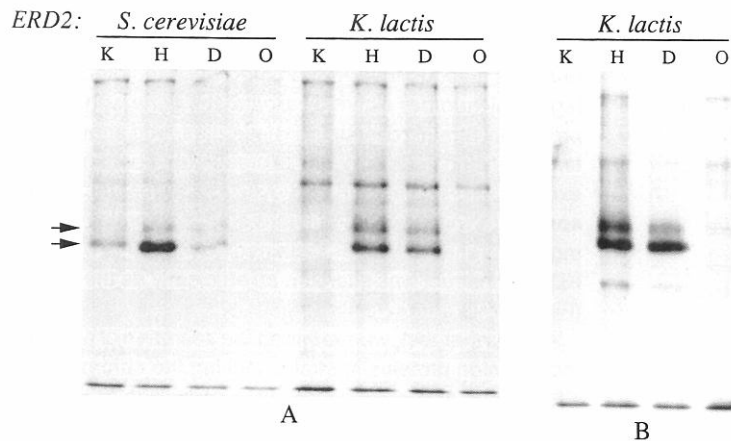 ERD2: S. cerevisiae K. lactis K. lactis
K H D O K H D O K H D O
A
B